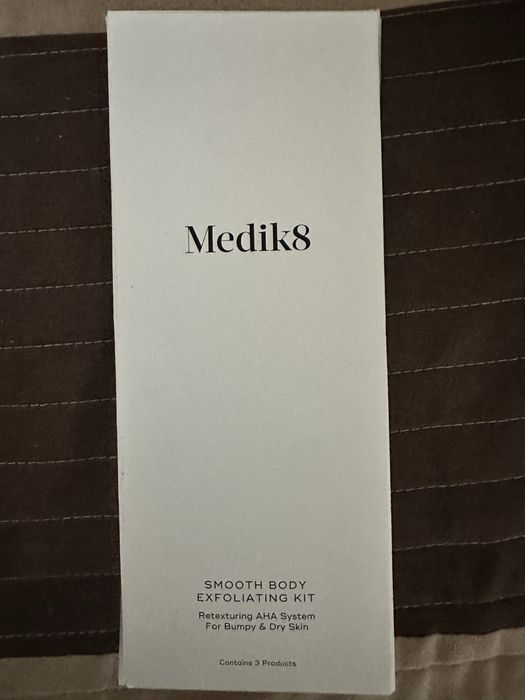 Medik8
SMOOTH BODY
EXFOLIATING KIT
Retexturing AHA System
For Bumpy & Dry Skin
Contains 3 Products